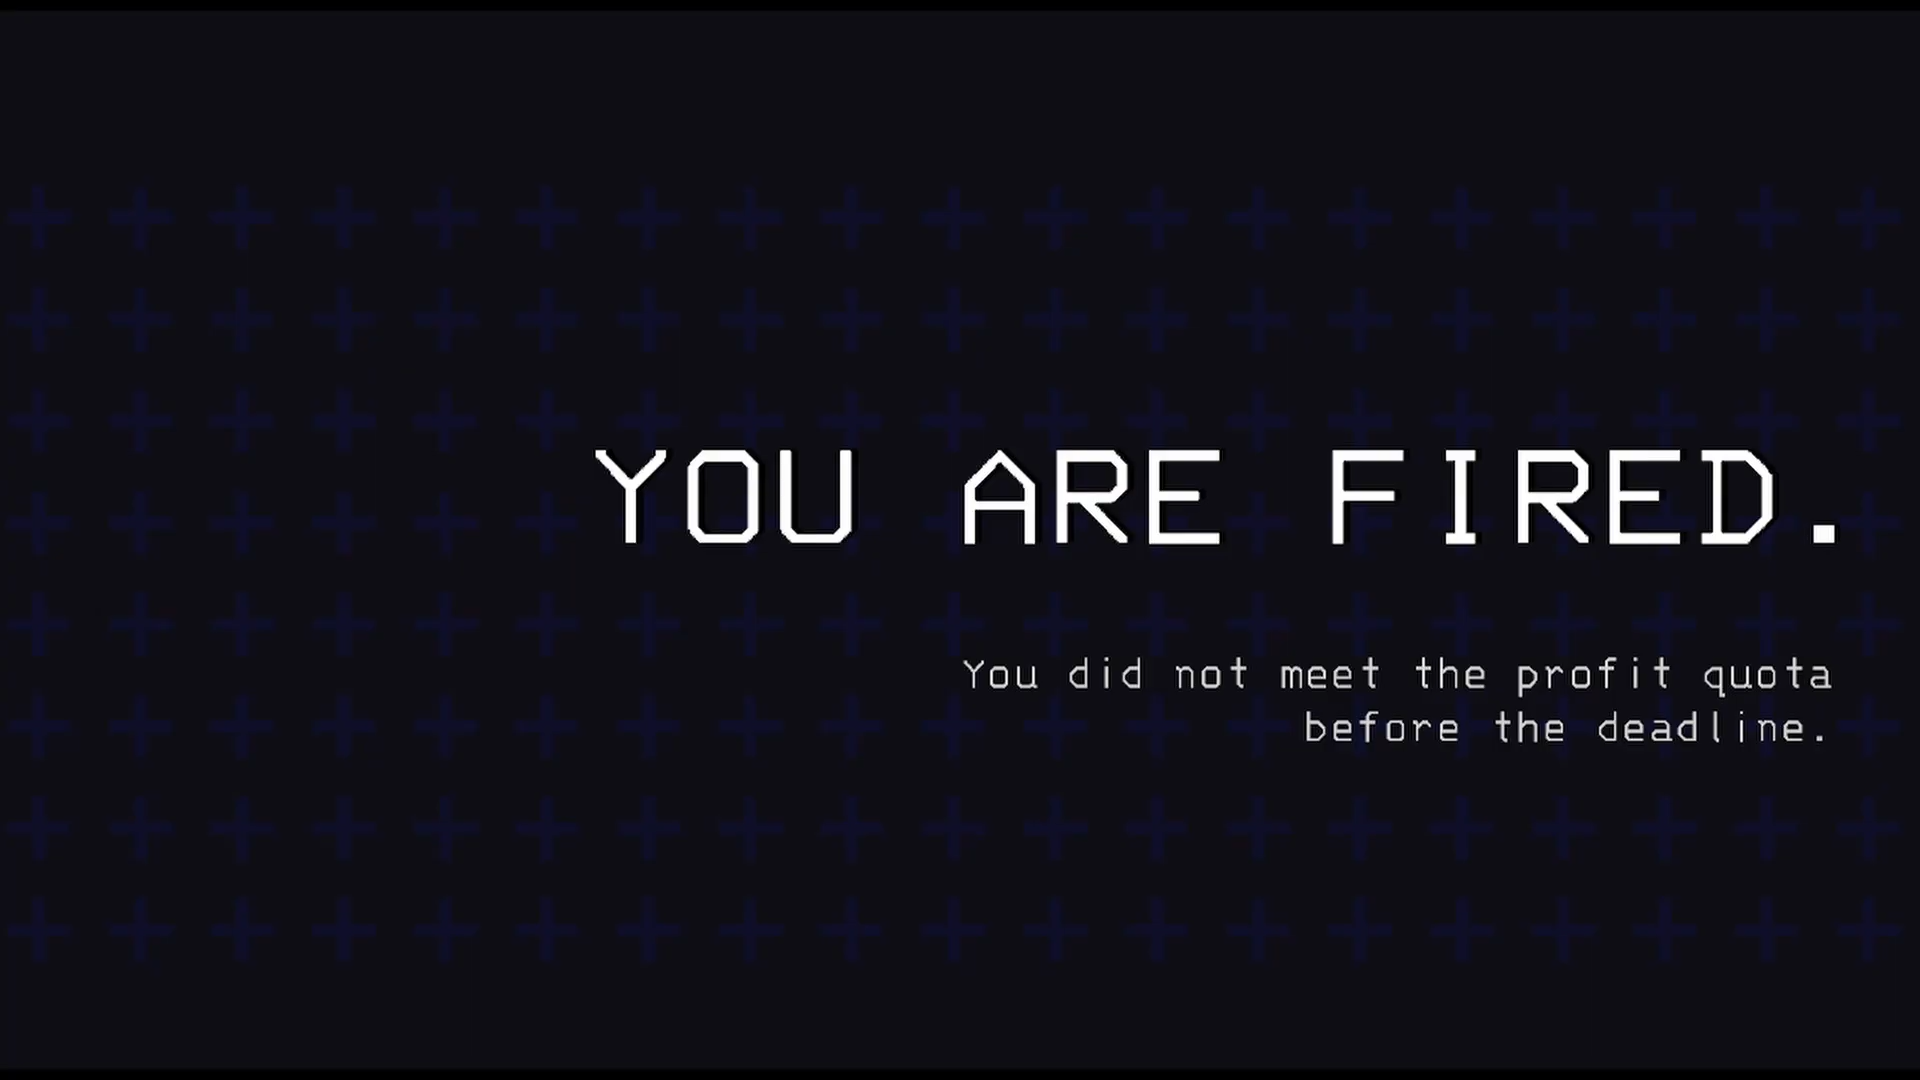 YOU ARE FIRED.
You did not meet the profit quota
before the deadline.